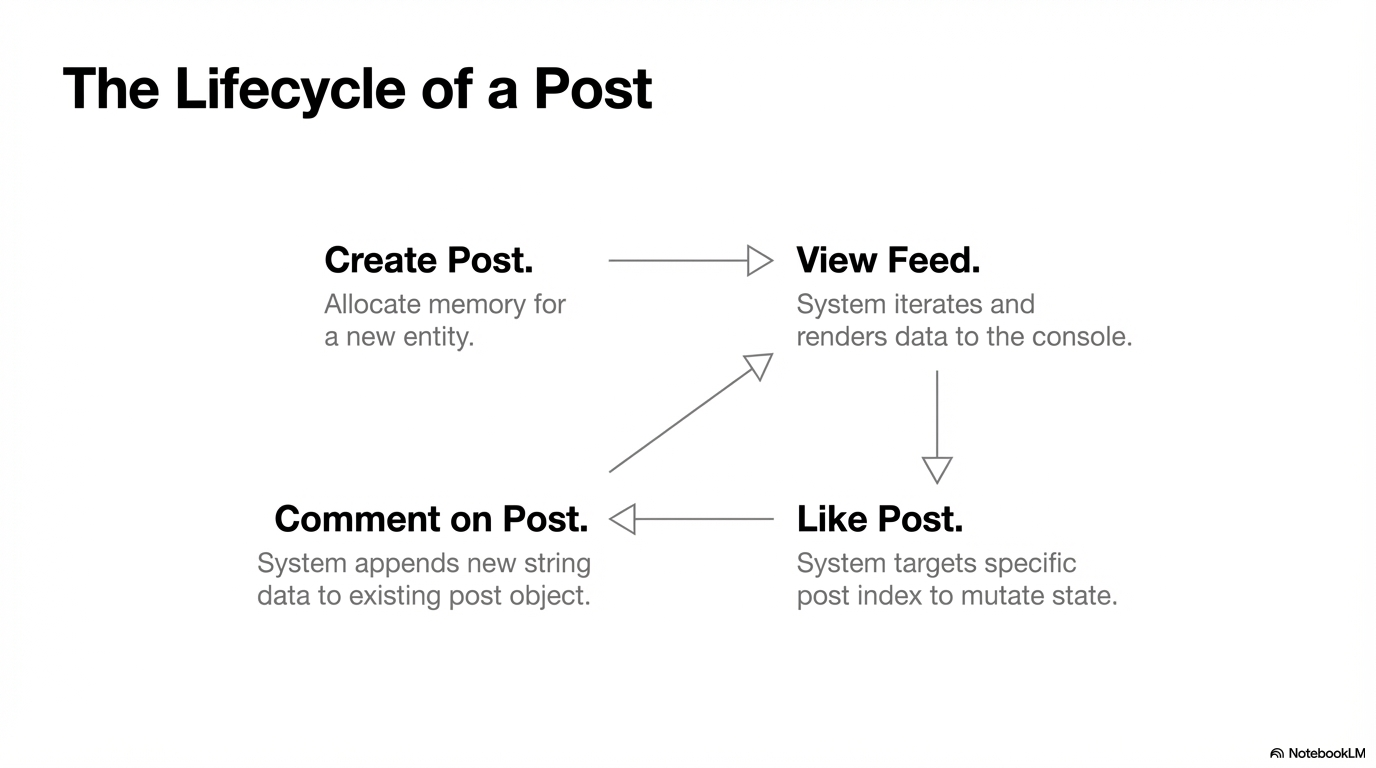 The Lifecycle of a Post
Create Post.
Allocate memory for
a new entity.
View Feed.
System iterates and
renders data to the console.
Comment on Post.
System appends new string
data to existing post object.
Like Post.
System targets specific
post index to mutate state.
NotebookLM